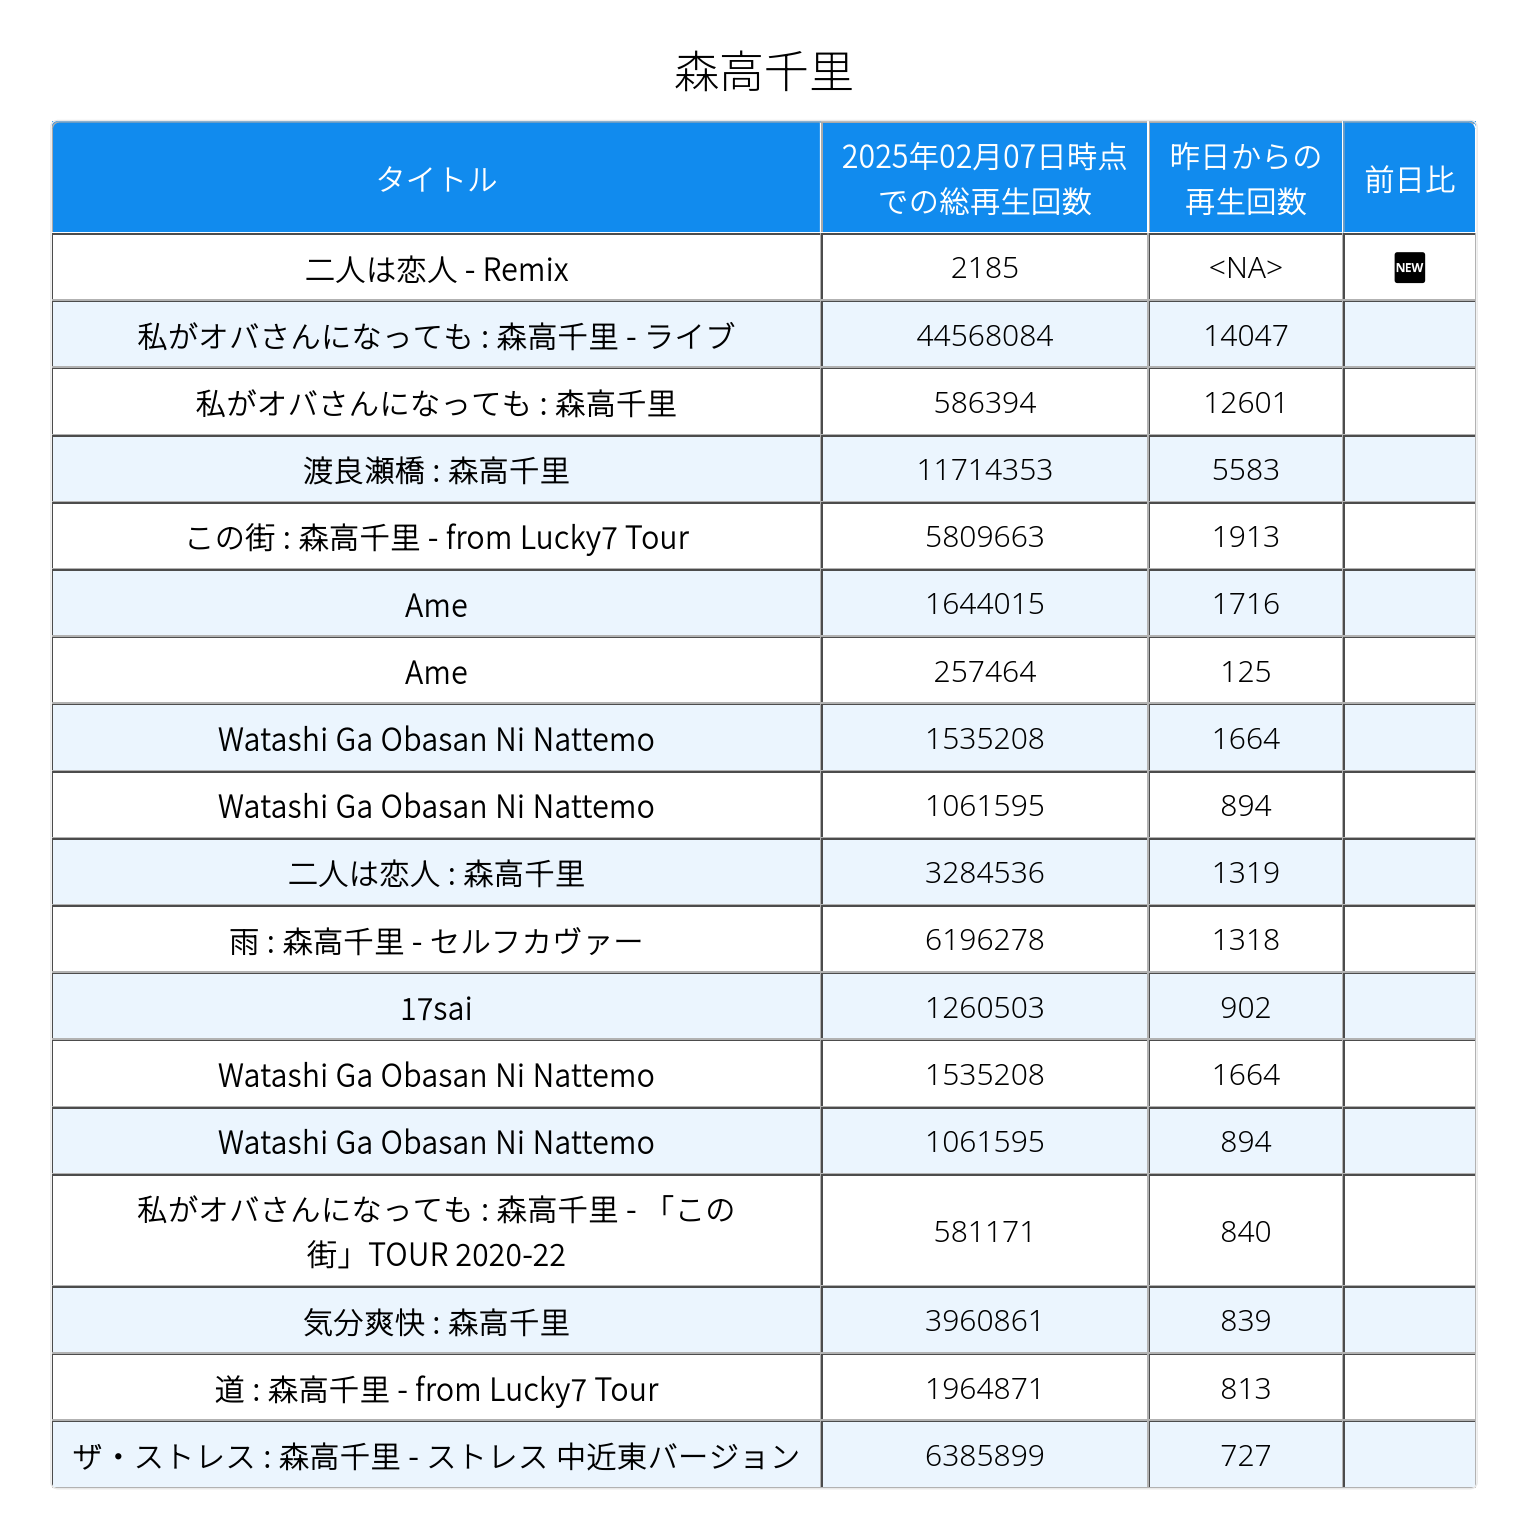 森高千里
タイトル
2025年02月07日時点
での総再生回数
昨日からの
再生回数
前日比
二人は恋人 - Remix 2185 <NA> NEW
私がオバさんになっても : 森高千里 - ライブ 44568084 14047
私がオバさんになっても : 森高千里 586394 12601
渡良瀬橋 : 森高千里 11714353 5583
この街 : 森高千里 - from Lucky7 Tour 5809663 1913
Ame 1644015 1716
Ame 257464 125
Watashi Ga Obasan Ni Nattemo 1535208 1664
Watashi Ga Obasan Ni Nattemo 1061595 894
二人は恋人 : 森高千里 3284536 1319
雨 : 森高千里 - セルフカヴァー 6196278 1318
17sai 1260503 902
Watashi Ga Obasan Ni Nattemo 1535208 1664
Watashi Ga Obasan Ni Nattemo 1061595 894
私がオバさんになっても : 森高千里 - 「この
街」TOUR 2020-22 581171 840
気分爽快 : 森高千里 3960861 839
道 : 森高千里 - from Lucky7 Tour 1964871 813
ザ・ストレス : 森高千里 - ストレス 中近東バージョン 6385899 727